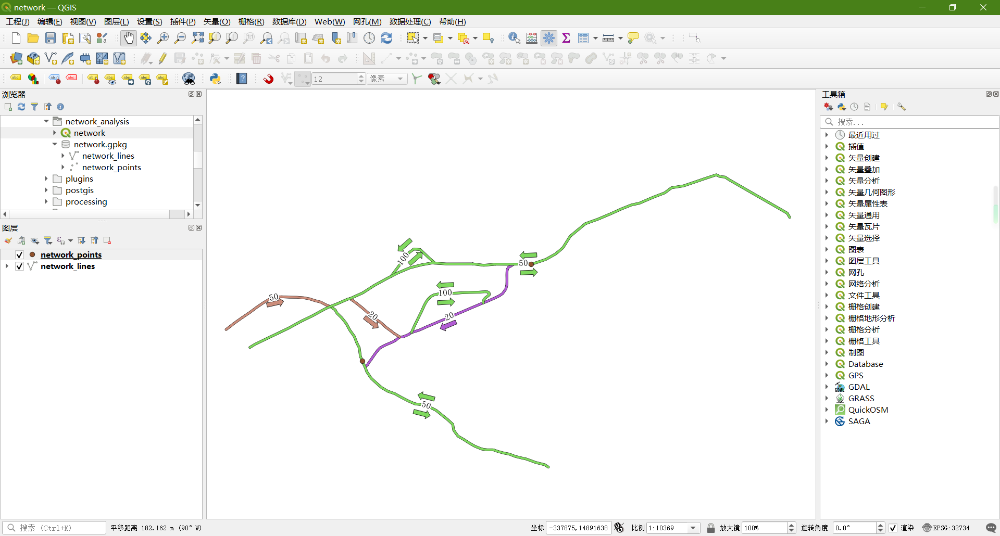 network — QGIS
工程(J) 编辑(E) 视图(V) 图层(L) 设置(S) 插件(P) 矢量(O) 栅格(R) 数据库(D) Web(W) 网孔(M) 数据处理(C) 帮助(H)
12 像素
浏览器
network_analysis
network
network.gpkg
network_lines
network_points
plugins
postgis
processing
图层
network_points
network_lines
100
50
50
100
20
20
50
工具箱
搜索...
最近用过
插值
矢量创建
矢量叠加
矢量分析
矢量几何图形
矢量属性表
矢量通用
矢量瓦片
矢量选择
图表
图层工具
网孔
网络分析
文件工具
栅格创建
栅格地形分析
栅格分析
栅格工具
制图
Database
GPS
GDAL
GRASS
QuickOSM
SAGA
搜索 (Ctrl+K) 平移距离 182.162 m (90° W) 坐标 -337875,14891638 比例 1:10369 放大镜 100% 旋转角度 0.0° 渲染 EPSG:32734